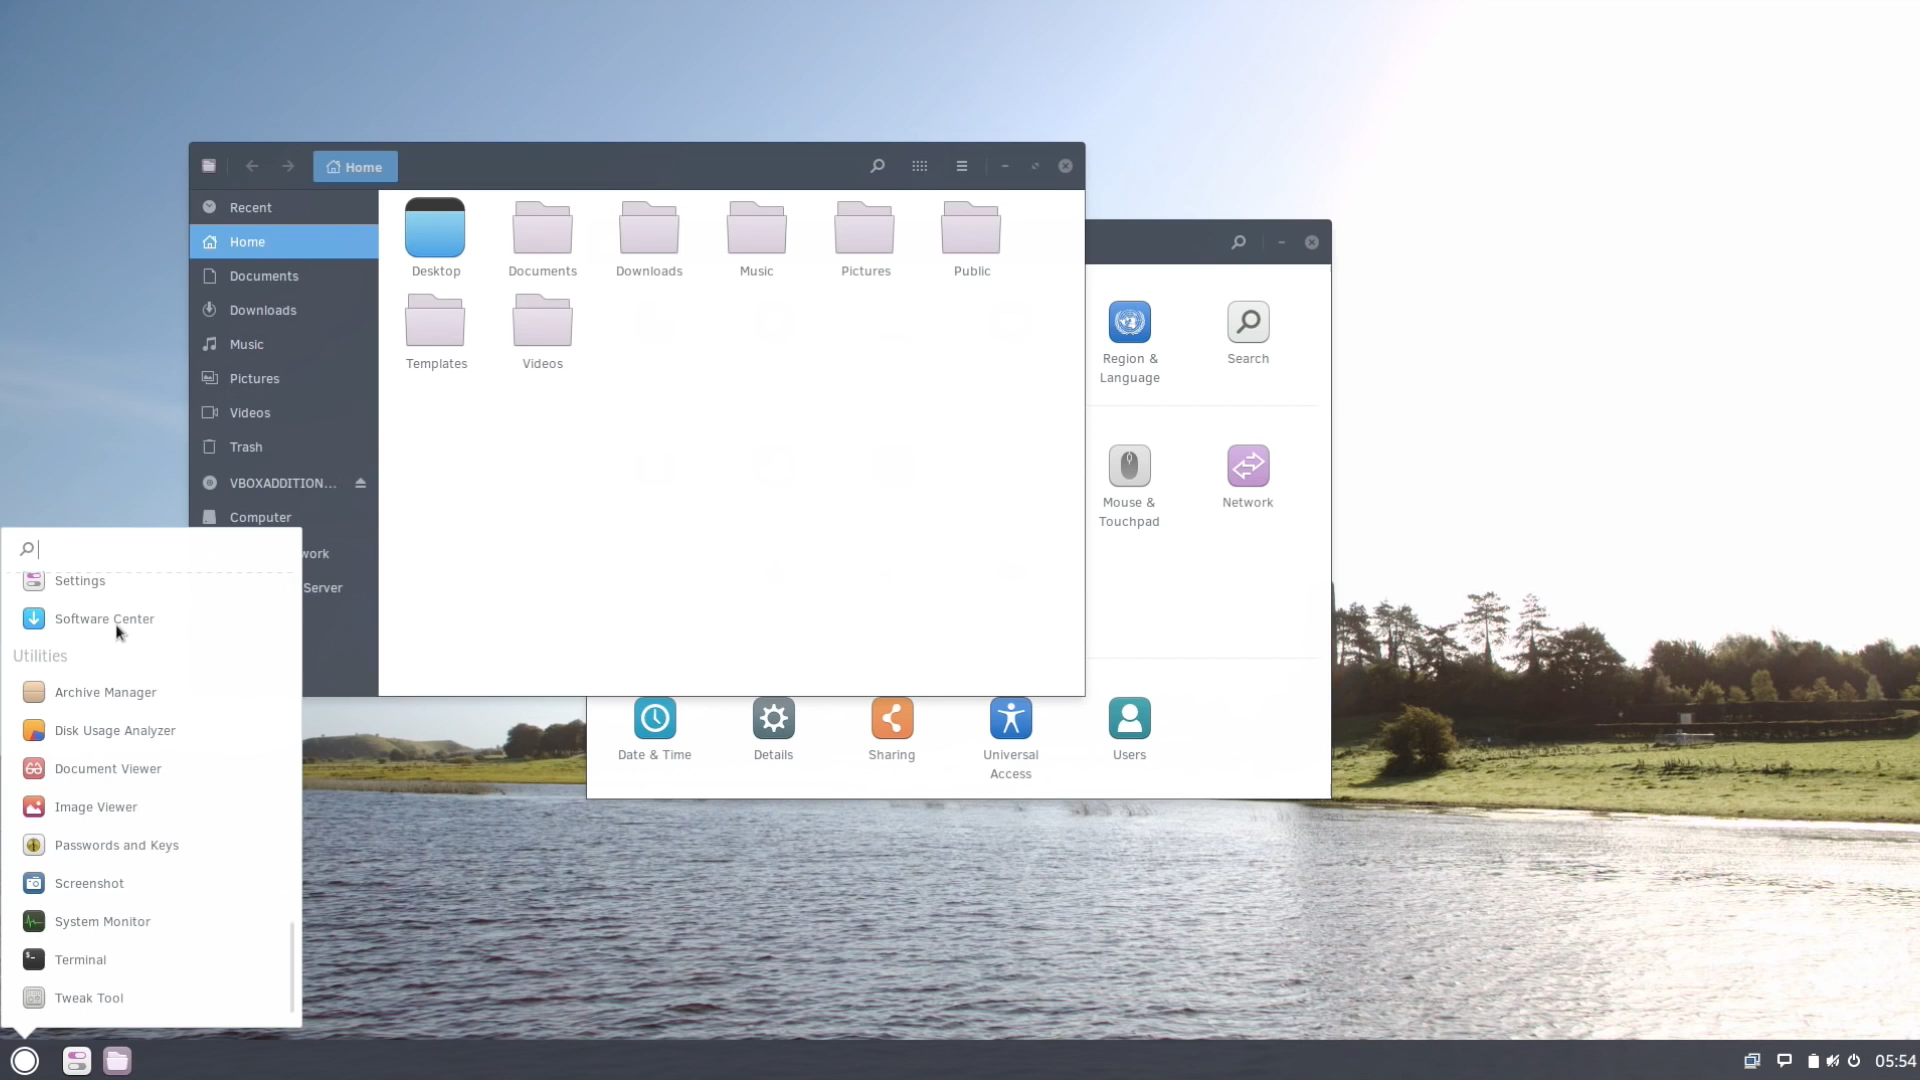 Home
Recent
Home
Documents
Downloads
Music
Pictures
Videos
Trash
VBOXADDITION...
Computer
work
Server
Desktop
Documents
Downloads
Music
Pictures
Public
Templates
Videos
Region &
Language
Search
Mouse &
Touchpad
Network
Date & Time
Details
Sharing
Universal
Access
Users
Settings
Software Center
Utilities
Archive Manager
Disk Usage Analyzer
Document Viewer
Image Viewer
Passwords and Keys
Screenshot
System Monitor
Terminal
Tweak Tool
05:54